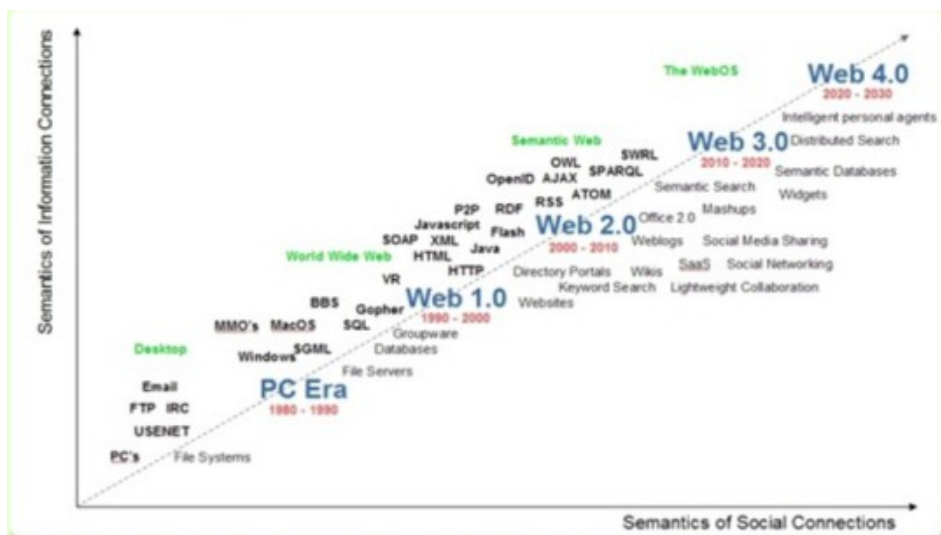 Semantics of Information Connections
The WebOS
Web 4.0
2020 - 2030
Intelligent personal agents
Semantic Web
Web 3.0
2010 - 2020
Distributed Search
SWRL
OWL
SPARQL
Semantic Databases
OpenID
AJAX
Semantic Search
Widgets
ATOM
RSS
P2P
RDF
Mashups
Office 2.0
Javascript
Flash
Web 2.0
2000 - 2010
SOAP
XML
Java
Weblogs
Social Media Sharing
World Wide Web
HTML
HTTP
Directory Portals
Wikis
SaaS
Social Networking
VR
Keyword Search
Lightweight Collaboration
BBS
Gopher
Web 1.0
1990 - 2000
Websites
MMO's
MacOS
SQL
Groupware
Desktop
Windows
SGML
Databases
File Servers
Email
PC Era
1980 - 1990
FTP
IRC
USENET
PC's
File Systems
Semantics of Social Connections